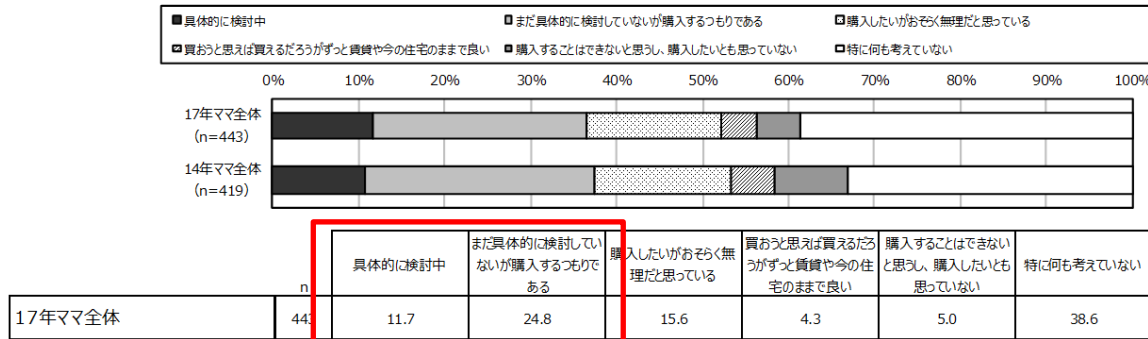 ■具体的に検討中
■まだ具体的に検討していないが購入するつもりである
購入したいがおそらく無理だと思っている
買おうと思えば買えるだろうがずっと賃貸や今の住宅のままで良い
■購入することはできないと思うし、購入したいとも思っていない
□特に何も考えていない
0% 10% 20% 30% 40% 50% 60% 70% 80% 90% 100%
17年ママ全体
(n=443)
14年ママ全体
(n=419)
n
具体的に検討中
まだ具体的に検討してい
ないが購入するつもりで
ある
購入したいがおそらく無
理だと思っている
買おうと思えば買えるだろ
うがずっと賃貸や今の住
宅のままで良い
購入することはできない
と思うし、購入したいとも
思っていない
特に何も考えていない
17年ママ全体 443 11.7 24.8 15.6 4.3 5.0 38.6